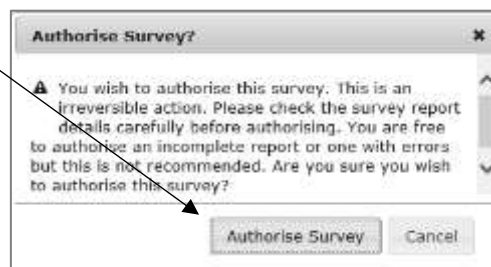 Authorise Survey?
You wish to authorise this survey. This is an
irreversible action. Please check the survey report
details carefully before authorising. You are free
to authorise an incomplete report or one with errors
but this is not recommended. Are you sure you wish
to authorise this survey?
Authorise Survey Cancel